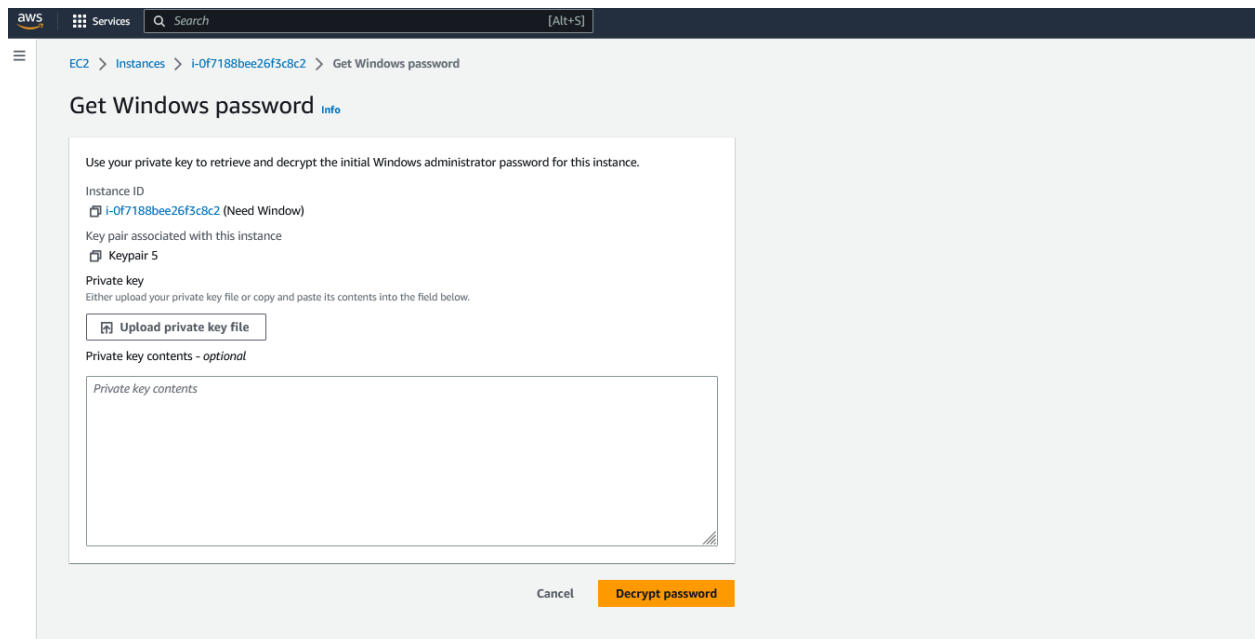 aws
Services
Search
[Alt+S]
EC2 > Instances > i-0f7188bee26f3c8c2 > Get Windows password
Get Windows password Info
Use your private key to retrieve and decrypt the initial Windows administrator password for this instance.
Instance ID
i-0f7188bee26f3c8c2 (Need Window)
Key pair associated with this instance
Keypair 5
Private key
Either upload your private key file or copy and paste its contents into the field below.
Upload private key file
Private key contents - optional
Private key contents
Cancel
Decrypt password